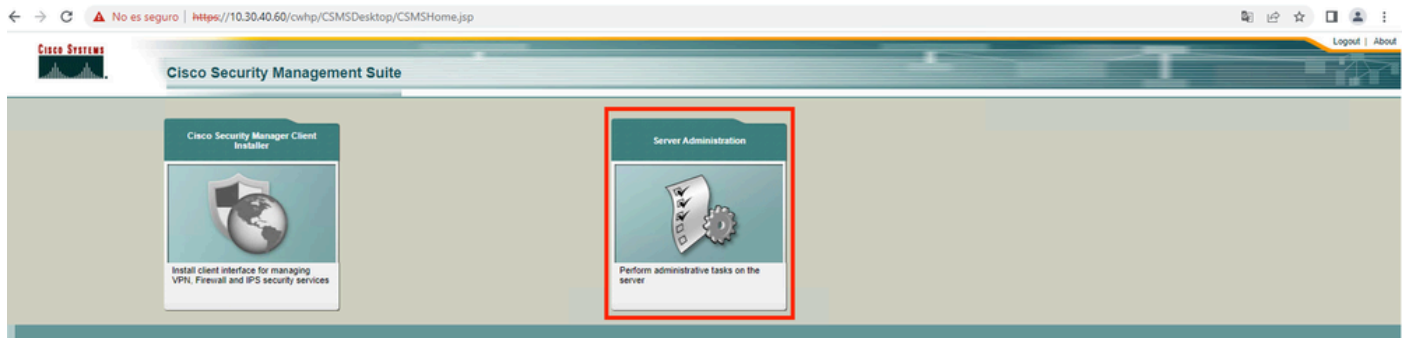 No es seguro | https://10.30.40.60/cwhp/CSMSDesktop/CSMSHome.jsp
Logout | About
CISCO SYSTEMS
Cisco Security Management Suite
Cisco Security Manager Client
Installer
Server Administration
Install client interface for managing
VPN, Firewall and IPS security services
Perform administrative tasks on the
server